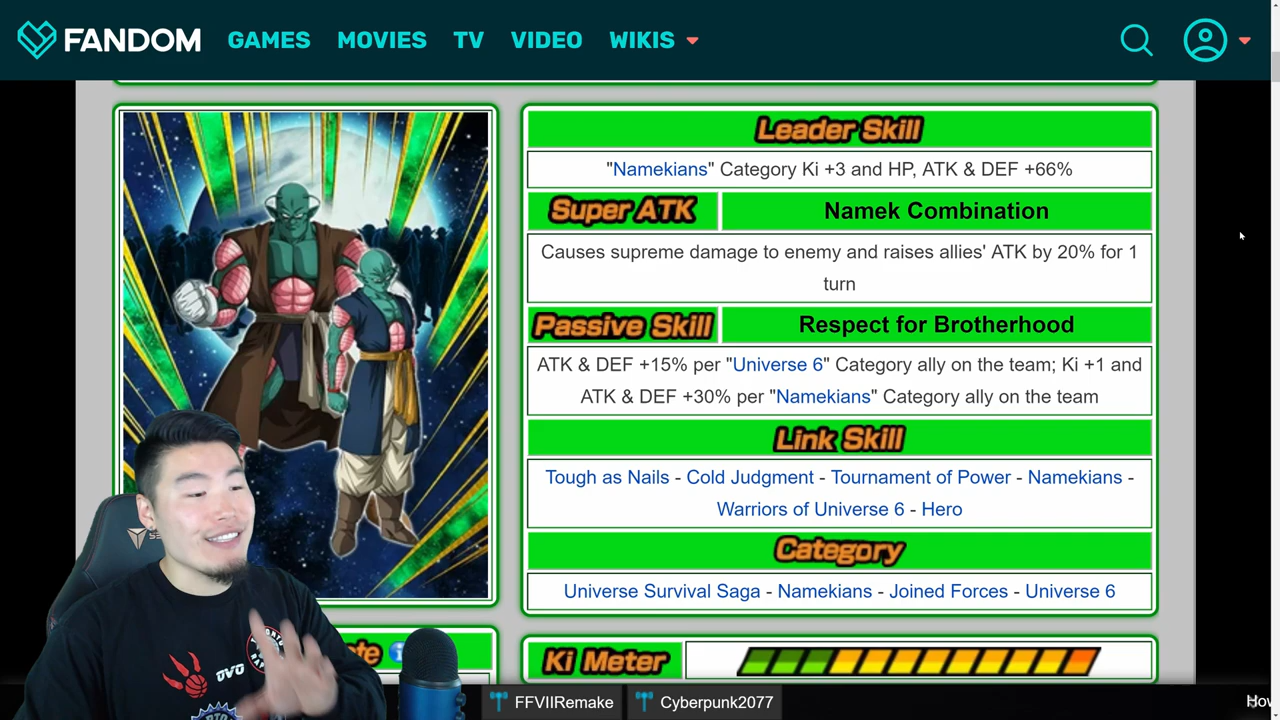 FANDOM GAMES MOVIES TV VIDEO WIKIS
Leader Skill
"Namekians" Category Ki +3 and HP, ATK & DEF +66%
Super ATK Namek Combination
Causes supreme damage to enemy and raises allies' ATK by 20% for 1
turn
Passive Skill Respect for Brotherhood
ATK & DEF +15% per "Universe 6" Category ally on the team; Ki +1 and
ATK & DEF +30% per "Namekians" Category ally on the team
Link Skill
Tough as Nails - Cold Judgment - Tournament of Power - Namekians -
Warriors of Universe 6 - Hero
Category
Universe Survival Saga - Namekians - Joined Forces - Universe 6
Ki Meter
OVO
FFVIIRemake Cyberpunk2077